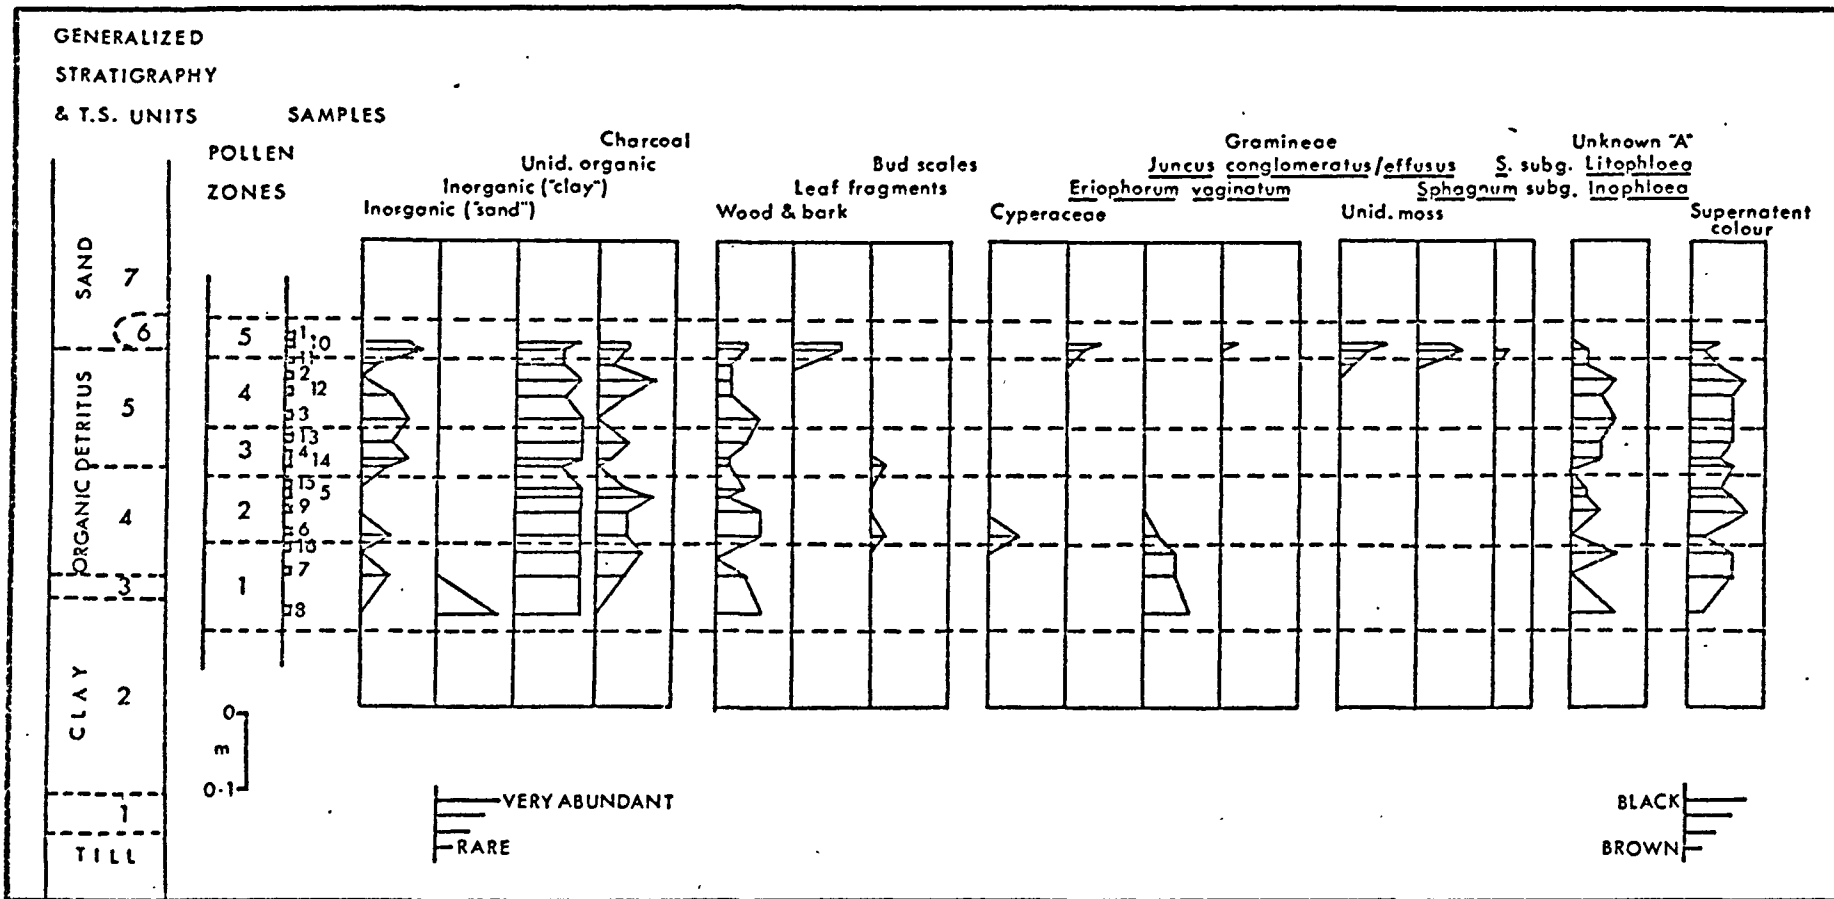 GENERALIZED
STRATIGRAPHY
& T.S. UNITS
SAMPLES
POLLEN
ZONES
Charcoal
Unid. organic
Inorganic ("clay")
Inorganic ("sand")
Bud scales
Leaf fragments
Wood & bark
Gramineae
Juncus conglomeratus/effusus
Eriophorum vaginatum
Cyperaceae
Unknown "A"
S. subg. Litophloea
Sphagnum subg. Inophloea
Unid. moss
Supernatent
colour
SAND
7
6
ORGANIC DETRITUS
5
4
3
CLAY
2
1
TILL
5
4
3
2
1
1
10
11
2
12
3
13
4
14
15
5
9
6
16
7
8
0
m
0·1
VERY ABUNDANT
RARE
BLACK
BROWN